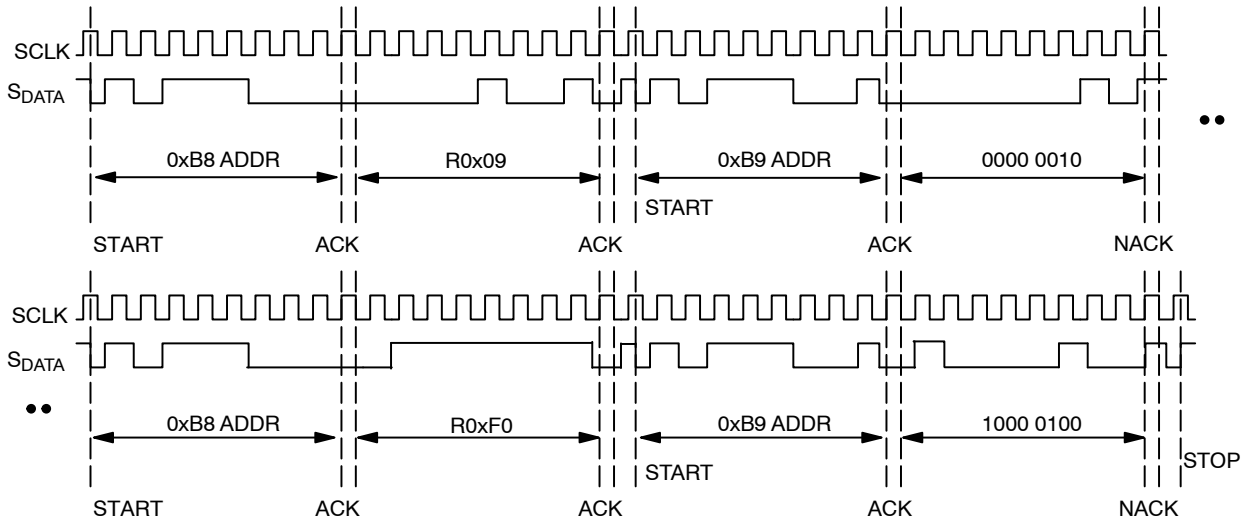 SCLK
SDATA
0xB8 ADDR R0x09 0xB9 ADDR 0000 0010
START
START ACK ACK ACK NACK
SCLK
SDATA
0xB8 ADDR R0xF0 0xB9 ADDR 1000 0100
START STOP
START ACK ACK ACK NACK